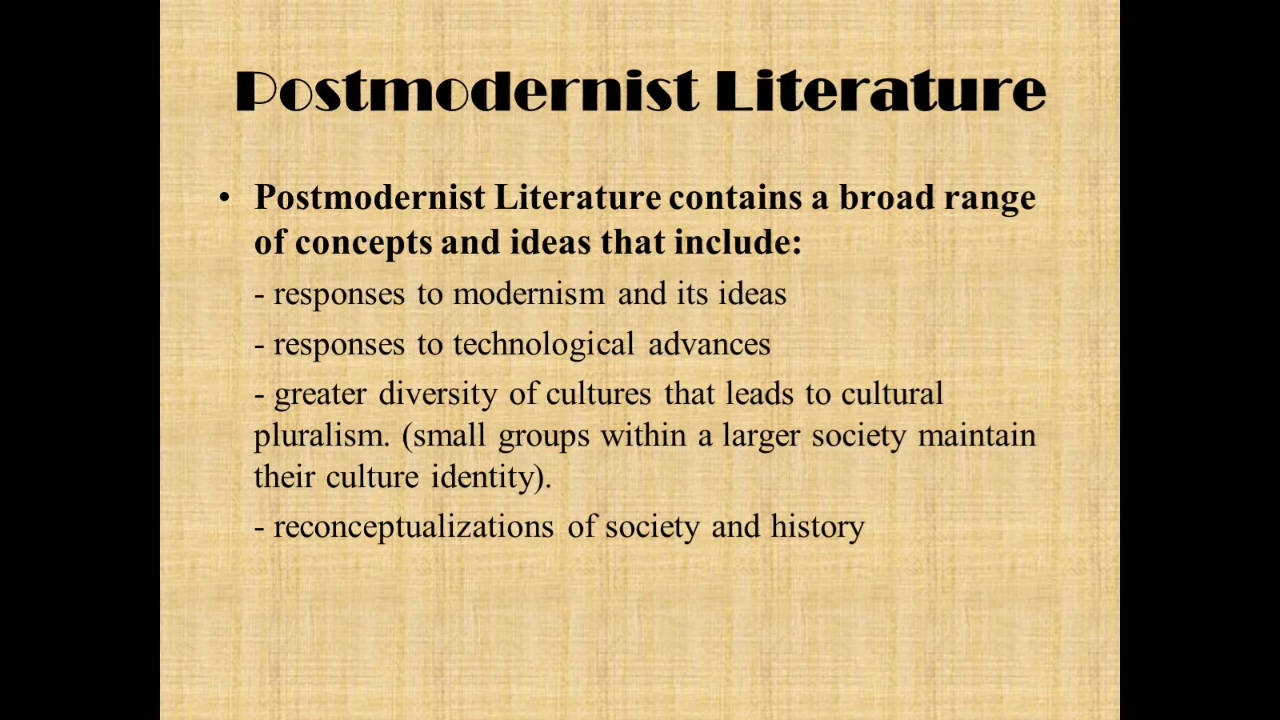 Postmodernist Literature
• Postmodernist Literature contains a broad range
of concepts and ideas that include:
- responses to modernism and its ideas
- responses to technological advances
- greater diversity of cultures that leads to cultural
pluralism. (small groups within a larger society maintain
their culture identity).
- reconceptualizations of society and history